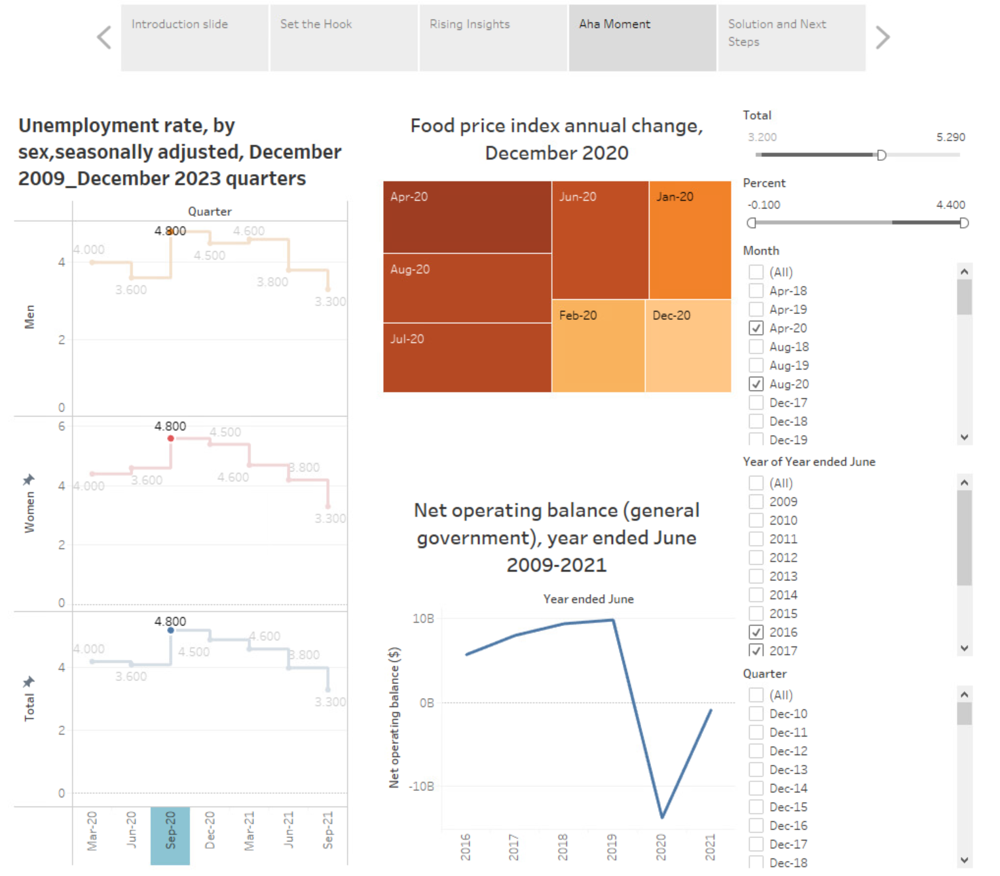 Introduction slide
Set the Hook
Rising Insights
Aha Moment
Solution and Next
Steps
Unemployment rate, by
sex,seasonally adjusted, December
2009_December 2023 quarters
Quarter
4.800
4.600
4.000
4.500
4
3.600
3.800
3.300
Men
2
0
6
4.800
4.500
3.800
4.600
3.600
4
4.000
3.300
Women
2
0
4.800
4.600
4.000
4.500
3.800
4
3.600
3.300
Total
2
0
Mar-20
Jun-20
Sep-20
Dec-20
Mar-21
Jun-21
Sep-21
Food price index annual change,
December 2020
Apr-20
Jun-20
Jan-20
Aug-20
Feb-20
Dec-20
Jul-20
Net operating balance (general
government), year ended June
2009-2021
Year ended June
10B
0B
-10B
Net operating balance ($)
2016
2017
2018
2019
2020
2021
Total
3.200
5.290
Percent
-0.100
4.400
Month
(All)
Apr-18
Apr-19
Apr-20
Aug-18
Aug-19
Aug-20
Dec-17
Dec-18
Dec-19
Year of Year ended June
(All)
2009
2010
2011
2012
2013
2014
2015
2016
2017
Quarter
(All)
Dec-10
Dec-11
Dec-12
Dec-13
Dec-14
Dec-15
Dec-16
Dec-17
Dec-18